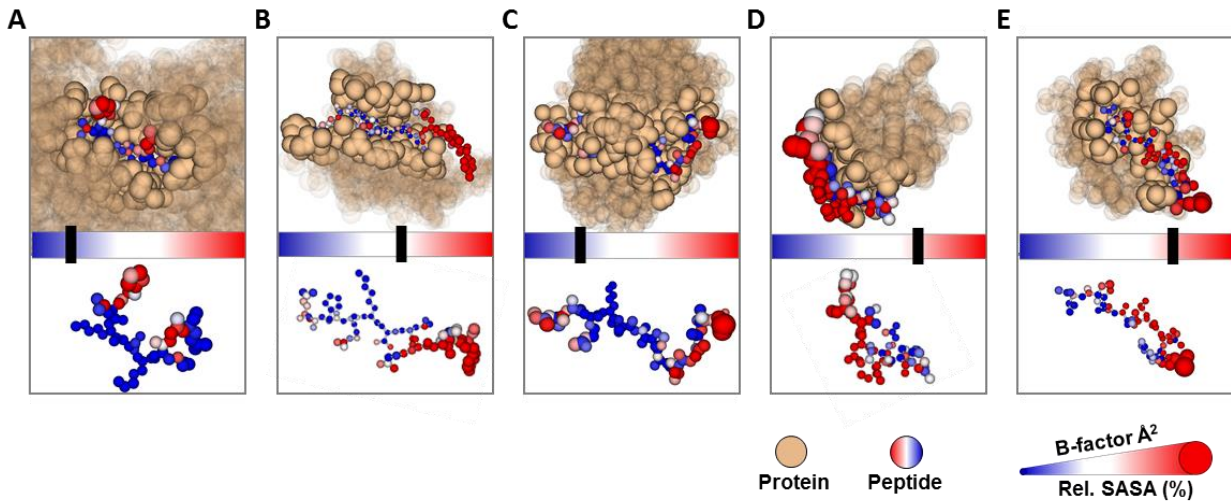 A
B
C
D
E
Protein
Peptide
B-factor Å²
Rel. SASA (%)